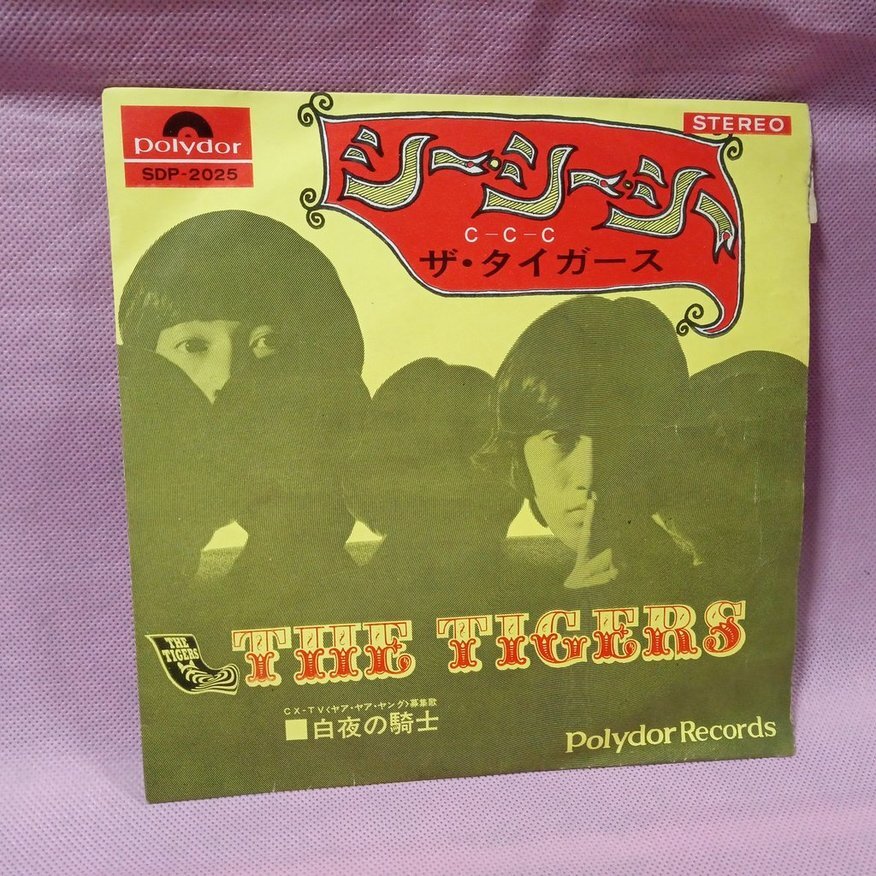 polydor
SDP-2025
STEREO
シー・シー・シー
C-C-C
ザ・タイガース
THE TIGERS
THE TIGERS
CX-TV〈ヤア・ヤア・ヤング〉募集歌
■白夜の騎士
Polydor Records